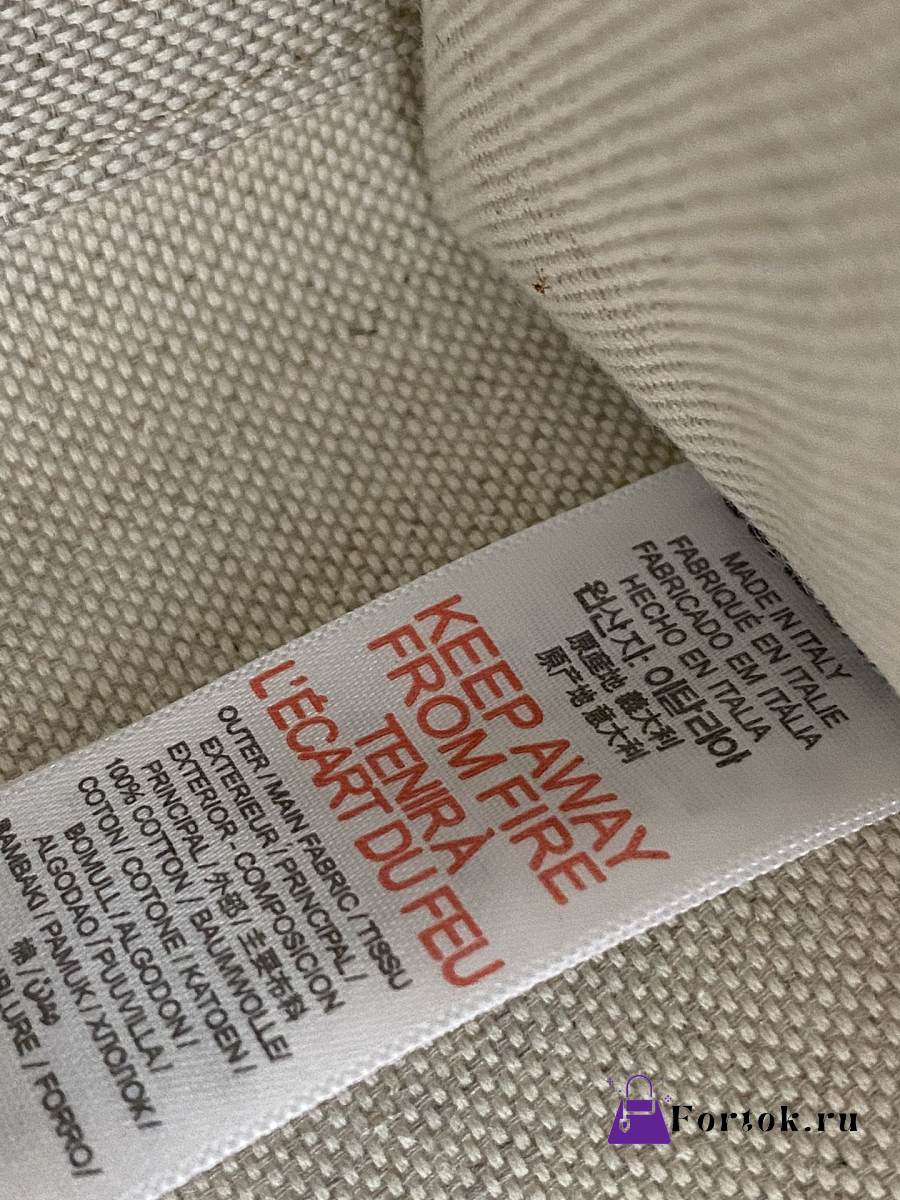 MADE IN ITALY
FABRIQUÉ EN ITALIE
FABRICADO EM ITALIA
HECHO EN ITALIA
원산지: 이탈리아
原產地 義大利
原产地 意大利
KEEP AWAY
FROM FIRE
TENIR À
L'ÉCART DU FEU
OUTER / MAIN FABRIC / TISSU
EXTERIEUR / PRINCIPAL /
EXTERIOR - COMPOSICION
PRINCIPAL / 外部 / 主要布料
100% COTTON / BAUMWOLLE/
COTON / COTONE / KATOEN /
BOMULL / ALGODON /
ALGODAO / PUUVILLA /
BAMBAKI / PAMUK / ХЛОПОК /
棉 / قطن
/ FORRO /
Fortok.ru